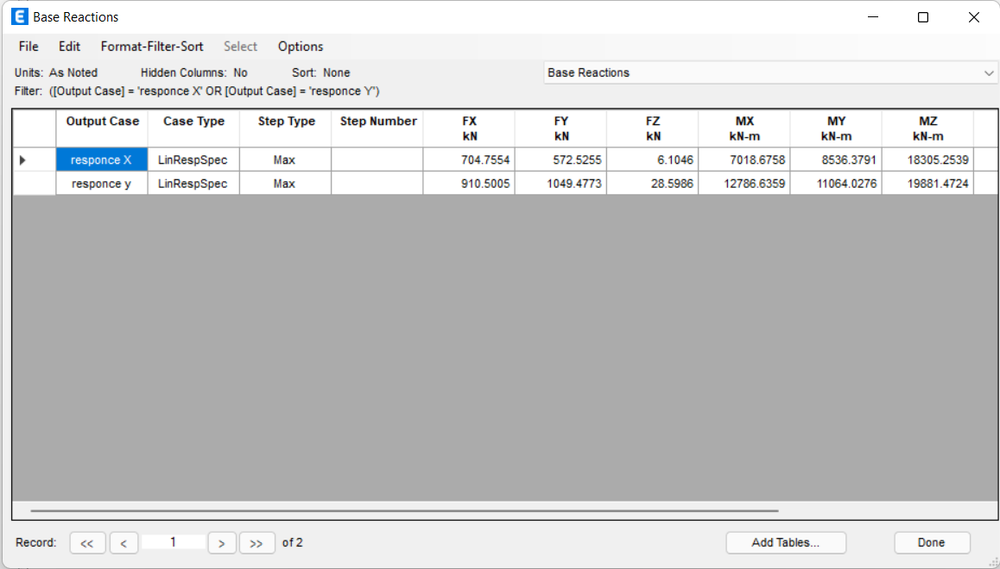 E Base Reactions
File Edit Format-Filter-Sort Select Options
Units: As Noted Hidden Columns: No Sort: None Base Reactions
Filter: ([Output Case] = 'responce X' OR [Output Case] = 'responce Y')
Output Case Case Type Step Type Step Number FX FY FZ MX MY MZ
kN kN kN kN-m kN-m kN-m
responce X LinRespSpec Max 704.7554 572.5255 6.1046 7018.6758 8536.3791 18305.2539
responce y LinRespSpec Max 910.5005 1049.4773 28.5986 12786.6359 11064.0276 19881.4724
Record: << < 1 > >> of 2 Add Tables... Done